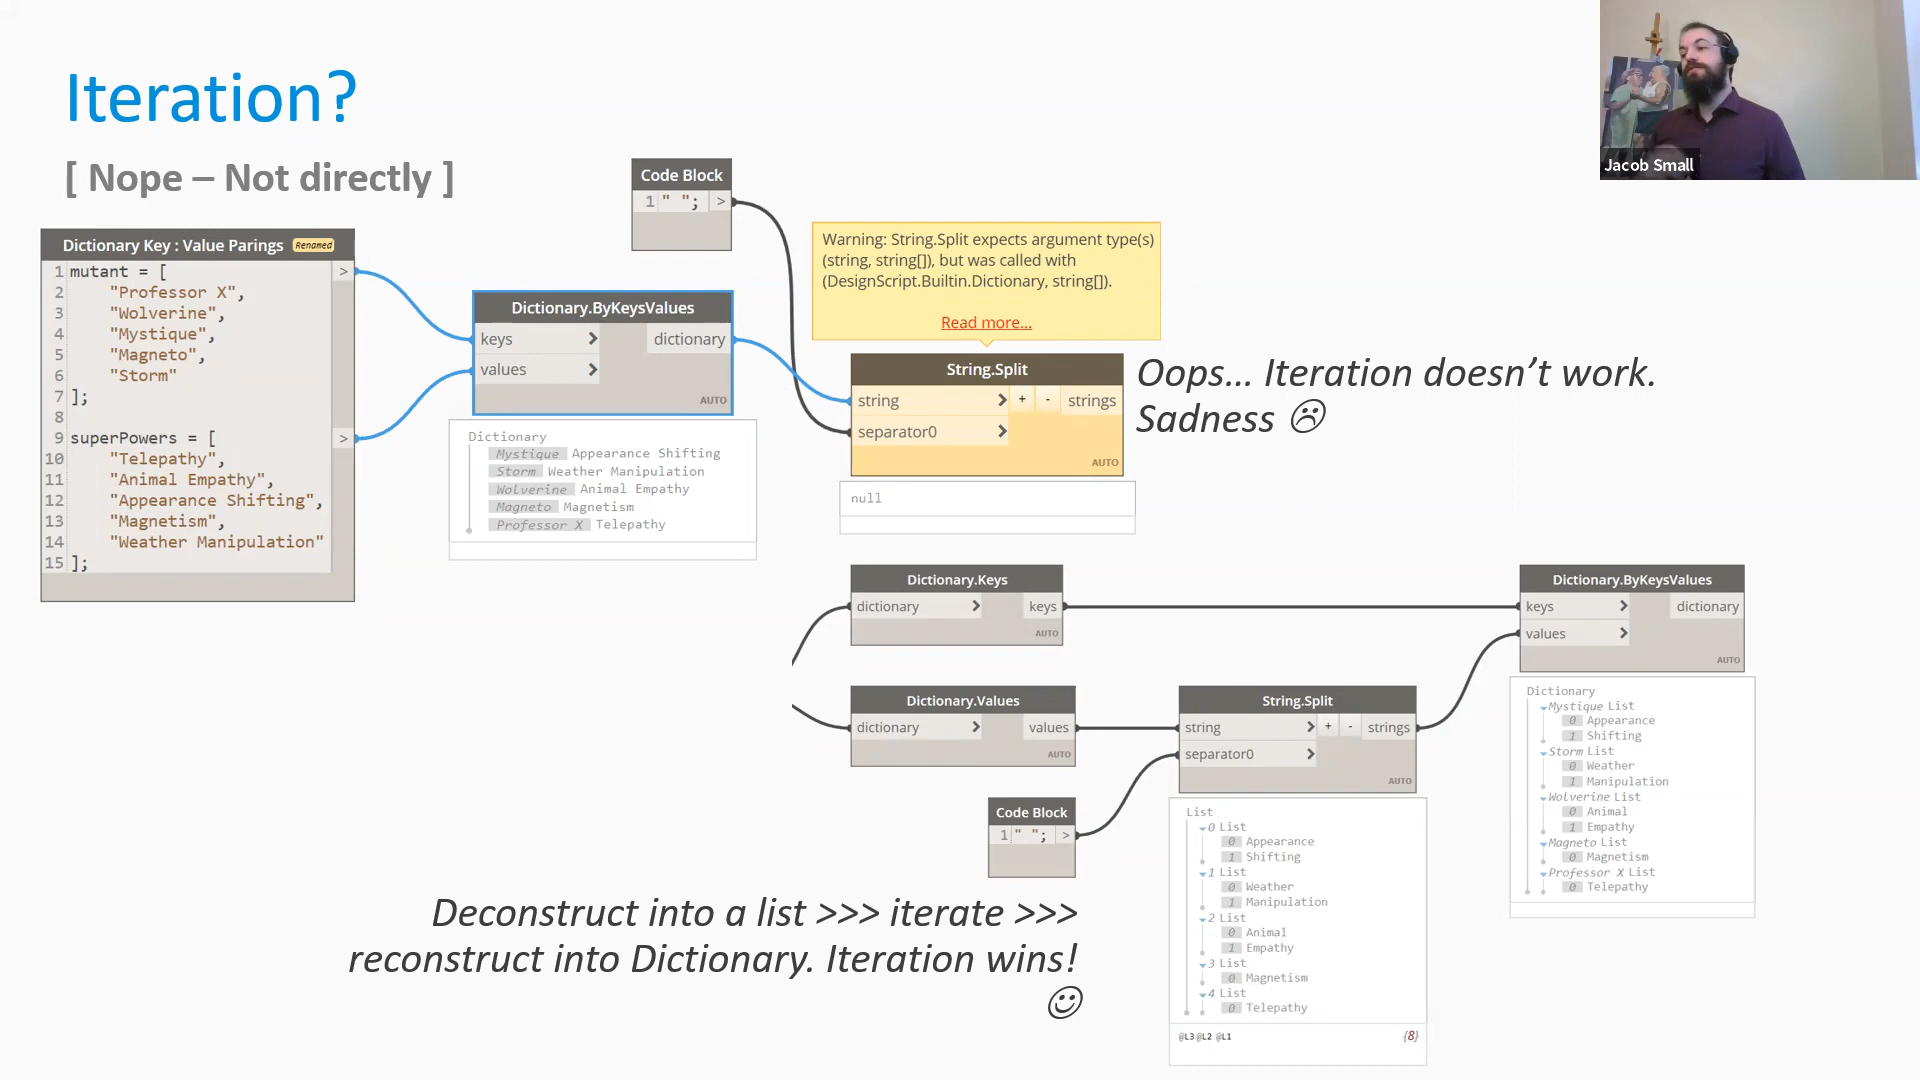 Iteration?
[ Nope – Not directly ]
Jacob Small
Code Block
1 " "; >
Dictionary Key : Value Parings Renamed
1 mutant = [ >
2 "Professor X",
3 "Wolverine",
4 "Mystique",
5 "Magneto",
6 "Storm"
7 ];
8
9 superPowers = [ >
10 "Telepathy",
11 "Animal Empathy",
12 "Appearance Shifting",
13 "Magnetism",
14 "Weather Manipulation"
15 ];
Dictionary.ByKeysValues
keys > dictionary
values >
AUTO
Dictionary
Mystique Appearance Shifting
Storm Weather Manipulation
Wolverine Animal Empathy
Magneto Magnetism
Professor X Telepathy
Warning: String.Split expects argument type(s)
(string, string[]), but was called with
(DesignScript.Builtin.Dictionary, string[]).
Read more...
String.Split
string > + - strings
separator0 >
AUTO
null
Oops… Iteration doesn’t work.
Sadness ☹
Dictionary.Keys
dictionary > keys
AUTO
Dictionary.Values
dictionary > values
AUTO
Code Block
1 " "; >
String.Split
string > + - strings
separator0 >
AUTO
List
0 List
0 Appearance
1 Shifting
1 List
0 Weather
1 Manipulation
2 List
0 Animal
1 Empathy
3 List
0 Magnetism
4 List
0 Telepathy
@L3 @L2 @L1 {8}
Dictionary.ByKeysValues
keys > dictionary
values >
AUTO
Dictionary
Mystique List
0 Appearance
1 Shifting
Storm List
0 Weather
1 Manipulation
Wolverine List
0 Animal
1 Empathy
Magneto List
0 Magnetism
Professor X List
0 Telepathy
Deconstruct into a list >>> iterate >>>
reconstruct into Dictionary. Iteration wins!
☺